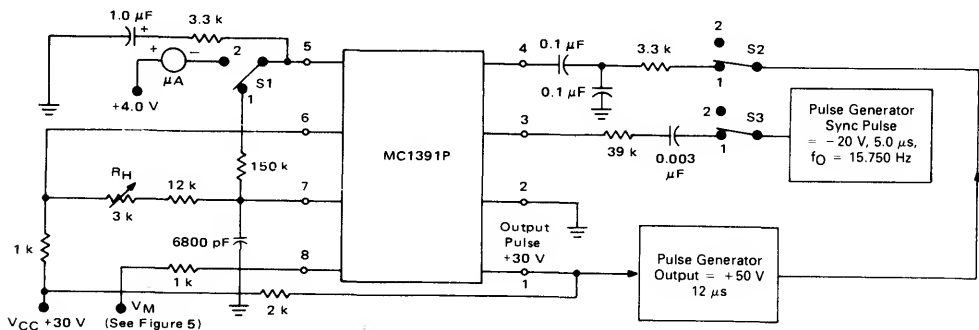 1.0 µF
+
3.3 k
+
−
µA
2
S1
1
+4.0 V
5
6
150 k
RH
3 k
12 k
7
1 k
6800 pF
8
1 k
2 k
VCC +30 V
VM
(See Figure 5)
MC1391P
4
0.1 µF
0.1 µF
3.3 k
2
1
S2
3
39 k
0.003
µF
2
1
S3
Pulse Generator
Sync Pulse
= −20 V, 5.0 µs,
fO = 15.750 Hz
2
Output
Pulse
+30 V
1
Pulse Generator
Output = +50 V
12 µs